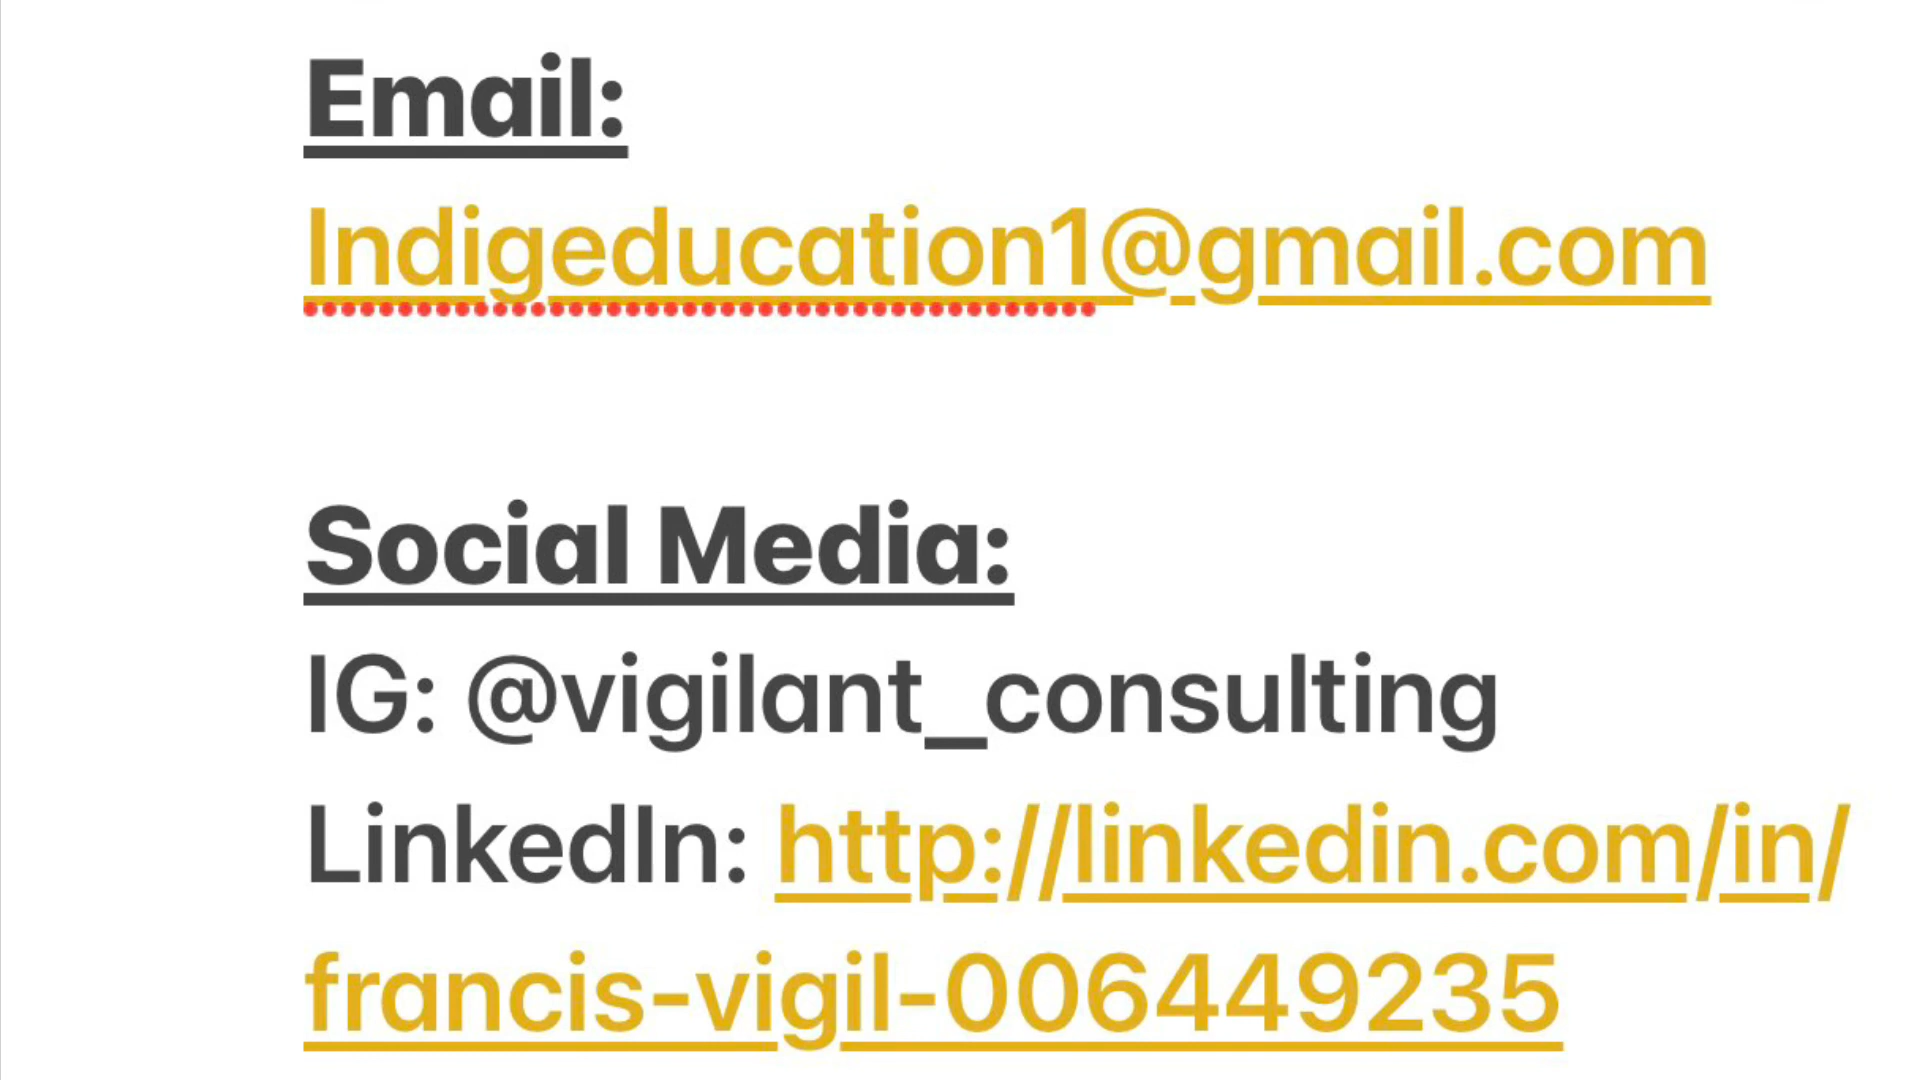 Email:
Indigeducation1@gmail.com
Social Media:
IG: @vigilant_consulting
LinkedIn: http://linkedin.com/in/
francis-vigil-006449235